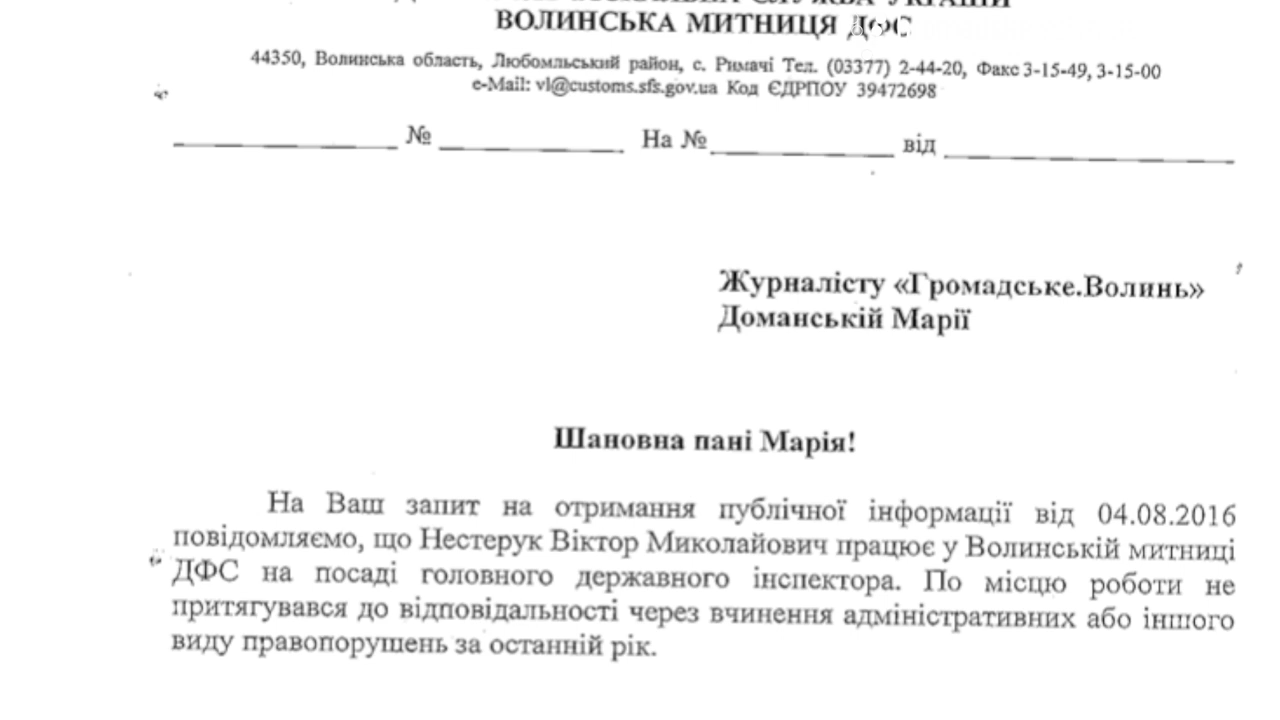 СЛУЖБА УКРАЇНИ
ВОЛИНСЬКА МИТНИЦЯ ДФС
44350, Волинська область, Любомльський район, с. Римачі Тел. (03377) 2-44-20, Факс 3-15-49, 3-15-00
e-Mail: vl@customs.sfs.gov.ua Код ЄДРПОУ 39472698
№ На № від
Журналісту «Громадське.Волинь»
Доманській Марії
Шановна пані Марія!
На Ваш запит на отримання публічної інформації від 04.08.2016
повідомляємо, що Нестерук Віктор Миколайович працює у Волинській митниці
ДФС на посаді головного державного інспектора. По місцю роботи не
притягувався до відповідальності через вчинення адміністративних або іншого
виду правопорушень за останній рік.